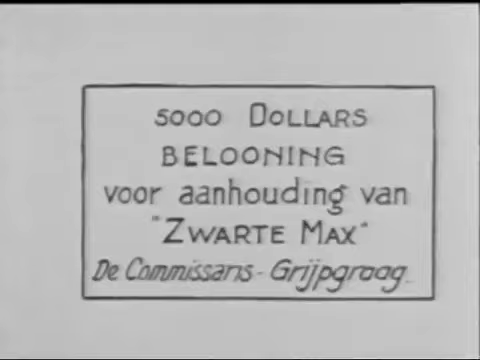 5000 DOLLARS
BELOONING
voor aanhouding van
"ZWARTE MAX"
De Commissaris - Grijpgraag.